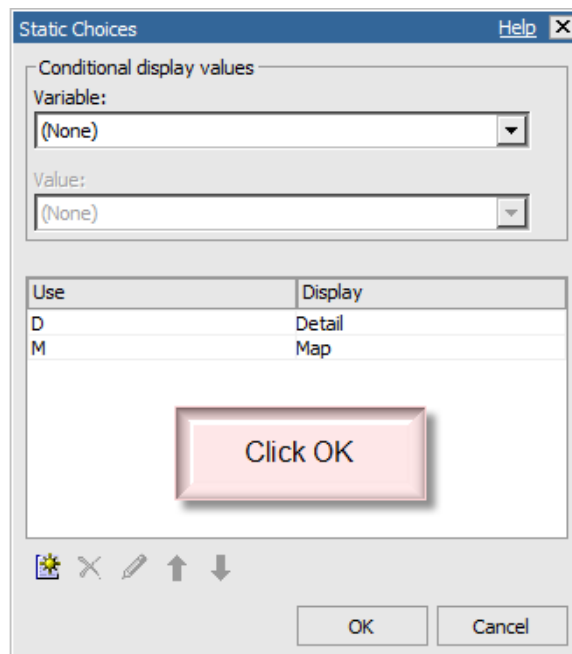 Static Choices Help
Conditional display values
Variable:
(None)
Value:
(None)
Use Display
D Detail
M Map
Click OK
OK Cancel